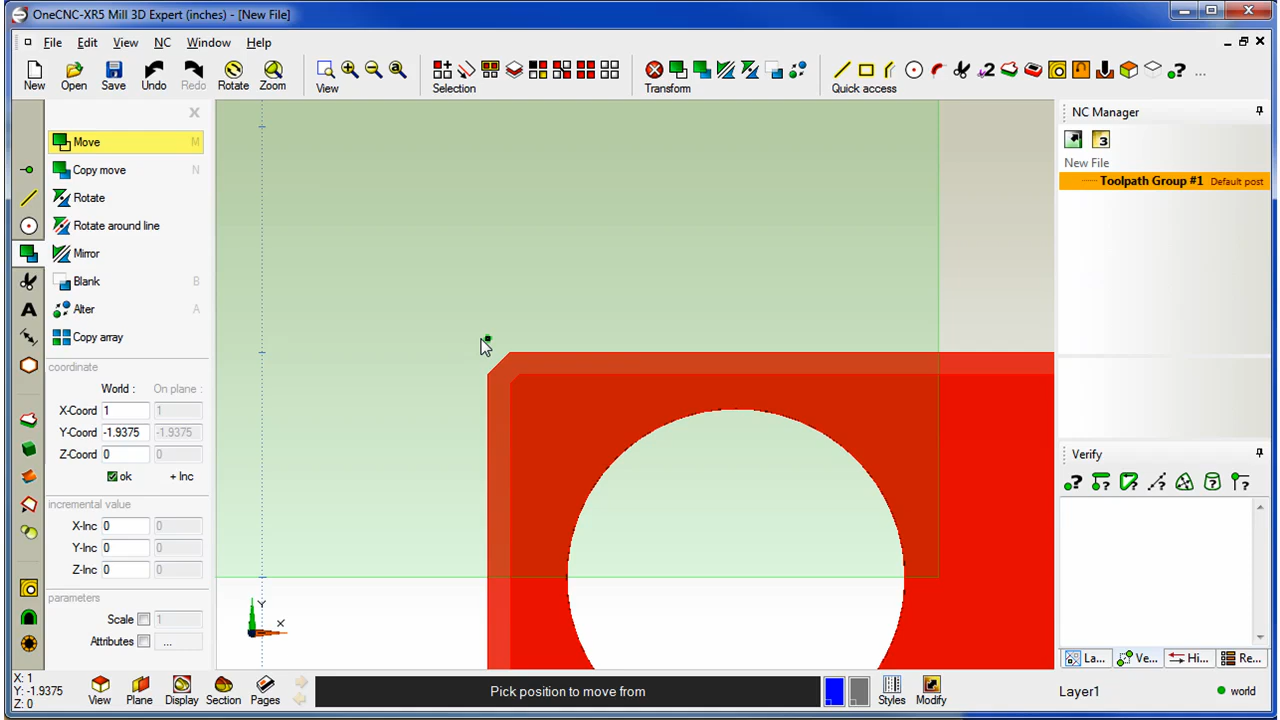 OneCNC-XR5 Mill 3D Expert (inches) - [New File]
File Edit View NC Window Help
New Open Save Undo Redo Rotate Zoom View Selection Transform Quick access
Move M
Copy move N
Rotate
Rotate around line
Mirror
Blank B
Alter A
Copy array
coordinate
World : On plane :
X-Coord 1 1
Y-Coord -1.9375 -1.9375
Z-Coord 0 0
ok + Inc
incremental value
X-Inc 0 0
Y-Inc 0 0
Z-Inc 0 0
parameters
Scale 1
Attributes ...
Y
X
NC Manager
3
New File
Toolpath Group #1 Default post
Verify
La... Ve... Hi... Re...
X: 1
Y: -1.9375
Z: 0
View Plane Display Section Pages
Pick position to move from
Styles Modify
Layer1 world